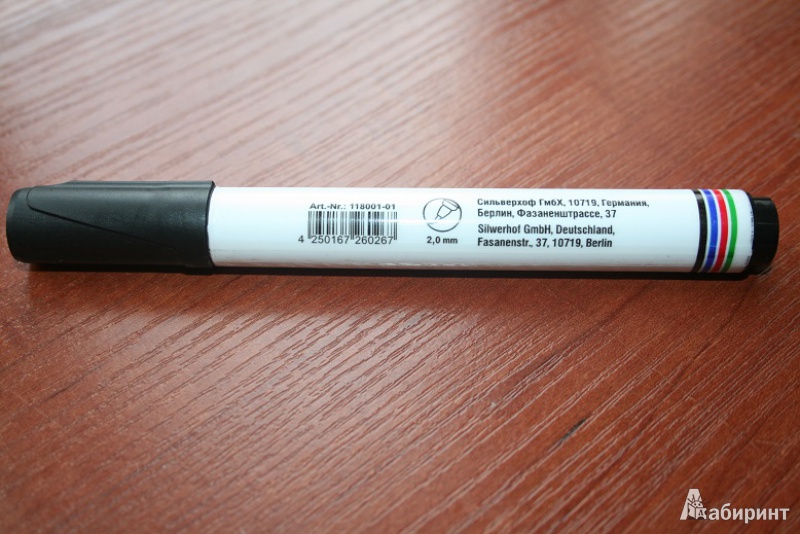 Art.-Nr.: 118001-01
4 250167 260267
2,0 mm
Сильверхоф ГмбХ, 10719, Германия,
Берлин, Фазаненштрассе, 37
Silwerhof GmbH, Deutschland,
Fasanenstr., 37, 10719, Berlin
Лабиринт